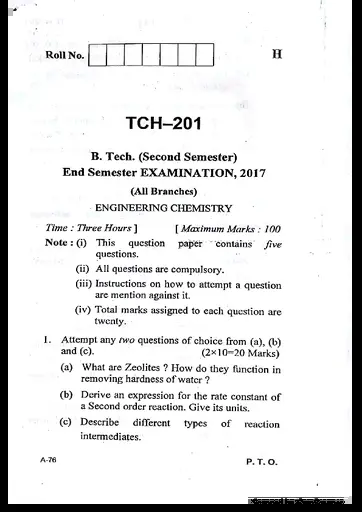 Roll No.
H
TCH–201
B. Tech. (Second Semester)
End Semester EXAMINATION, 2017
(All Branches)
ENGINEERING CHEMISTRY
Time : Three Hours ] [ Maximum Marks : 100
Note : (i) This question paper contains five
questions.
(ii) All questions are compulsory.
(iii) Instructions on how to attempt a question
are mention against it.
(iv) Total marks assigned to each question are
twenty.
1. Attempt any two questions of choice from (a), (b)
and (c). (2×10=20 Marks)
(a) What are Zeolites ? How do they function in
removing hardness of water ?
(b) Derive an expression for the rate constant of
a Second order reaction. Give its units.
(c) Describe different types of reaction
intermediates.
A-76 P. T. O.